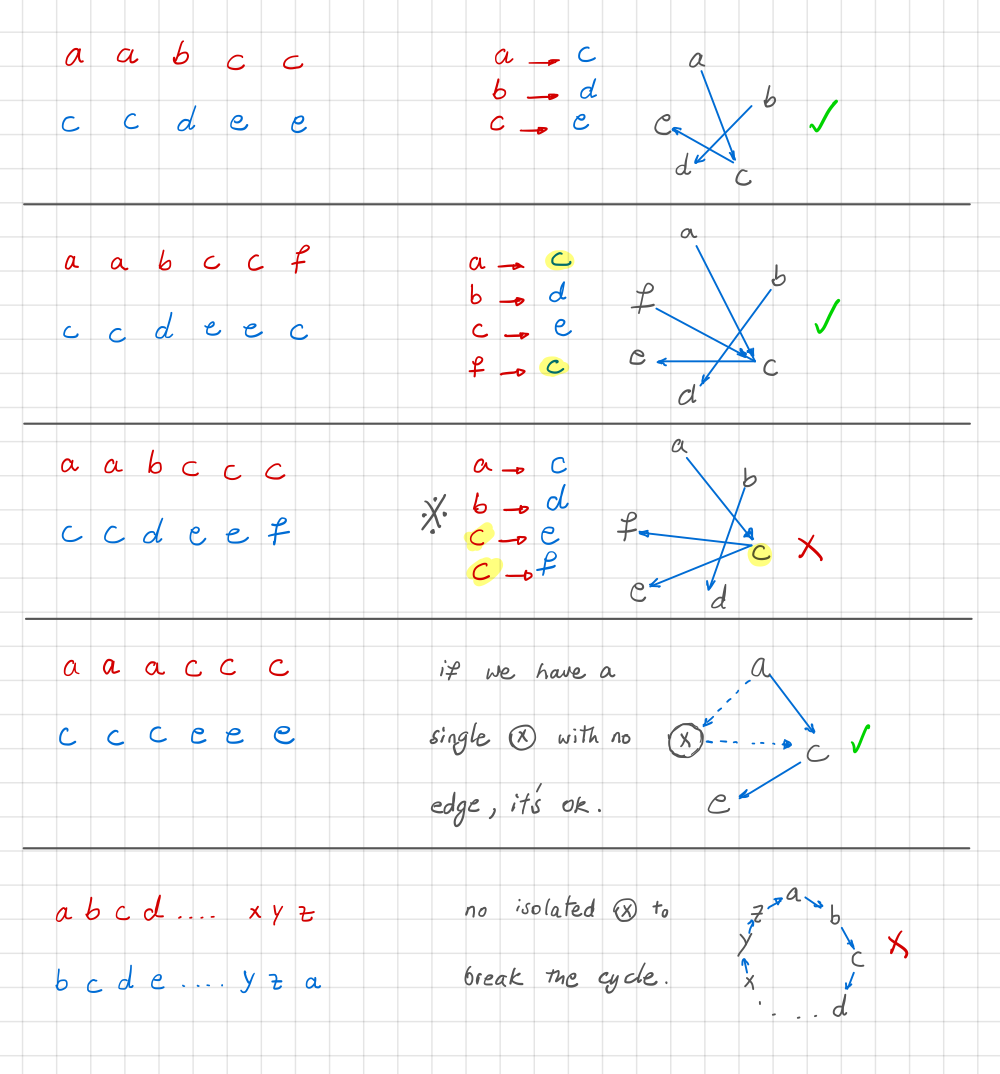 a a b c c
c c d e e
a → c
b → d
c → e
a
b
e
d
c
✓
a a b c c f
c c d e e c
a → c
b → d
c → e
f → c
a
b
f
e
c
d
✓
a a b c c c
c c d e e f
※
a → c
b → d
c → e
c → f
a
b
f
c
e
d
✗
a a a c c c
c c c e e e
if we have a
single ⓧ with no
edge, it's ok.
a
ⓧ
c
e
✓
a b c d .... x y z
b c d e .... y z a
no isolated ⓧ to
break the cycle.
a
z
b
y
c
x
d
. . . .
✗